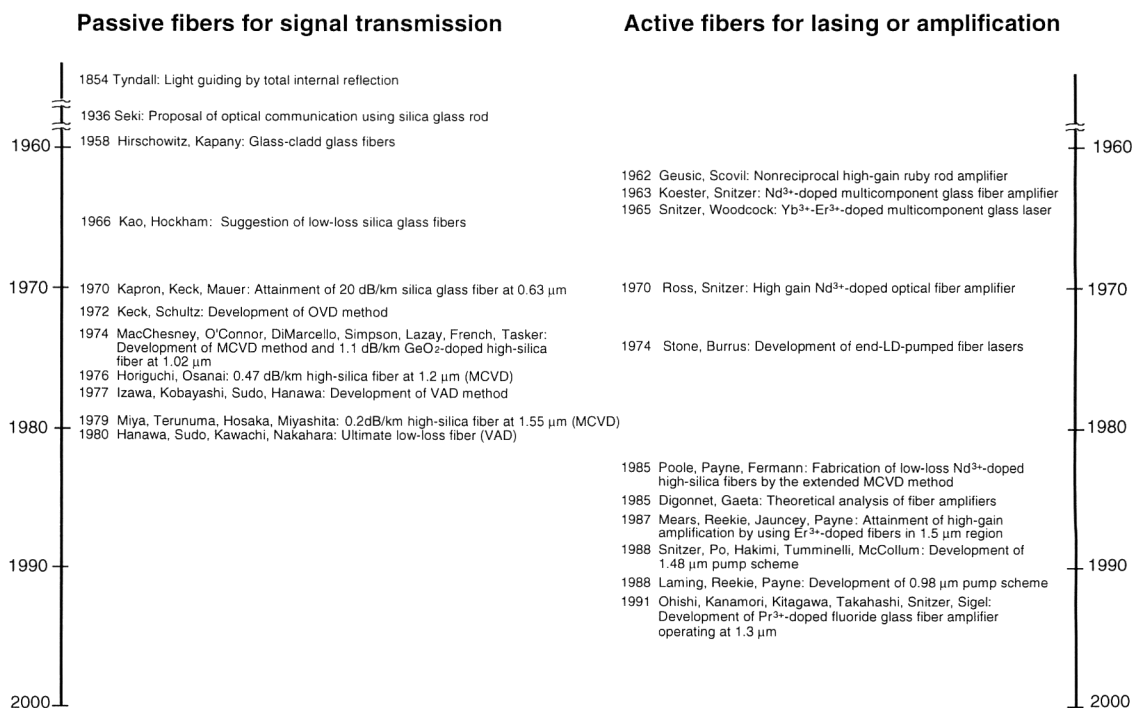 Passive fibers for signal transmission
1854 Tyndall: Light guiding by total internal reflection
1936 Seki: Proposal of optical communication using silica glass rod
1960
1958 Hirschowitz, Kapany: Glass-cladd glass fibers
1966 Kao, Hockham: Suggestion of low-loss silica glass fibers
1970
1970 Kapron, Keck, Mauer: Attainment of 20 dB/km silica glass fiber at 0.63 µm
1972 Keck, Schultz: Development of OVD method
1974 MacChesney, O'Connor, DiMarcello, Simpson, Lazay, French, Tasker:
Development of MCVD method and 1.1 dB/km GeO₂-doped high-silica
fiber at 1.02 µm
1976 Horiguchi, Osanai: 0.47 dB/km high-silica fiber at 1.2 µm (MCVD)
1977 Izawa, Kobayashi, Sudo, Hanawa: Development of VAD method
1979 Miya, Terunuma, Hosaka, Miyashita: 0.2dB/km high-silica fiber at 1.55 µm (MCVD)
1980
1980 Hanawa, Sudo, Kawachi, Nakahara: Ultimate low-loss fiber (VAD)
1990
2000
Active fibers for lasing or amplification
1960
1962 Geusic, Scovil: Nonreciprocal high-gain ruby rod amplifier
1963 Koester, Snitzer: Nd³⁺-doped multicomponent glass fiber amplifier
1965 Snitzer, Woodcock: Yb³⁺-Er³⁺-doped multicomponent glass laser
1970 Ross, Snitzer: High gain Nd³⁺-doped optical fiber amplifier
1970
1974 Stone, Burrus: Development of end-LD-pumped fiber lasers
1980
1985 Poole, Payne, Fermann: Fabrication of low-loss Nd³⁺-doped
high-silica fibers by the extended MCVD method
1985 Digonnet, Gaeta: Theoretical analysis of fiber amplifiers
1987 Mears, Reekie, Jauncey, Payne: Attainment of high-gain
amplification by using Er³⁺-doped fibers in 1.5 µm region
1988 Snitzer, Po, Hakimi, Tumminelli, McCollum: Development of
1.48 µm pump scheme
1990
1988 Laming, Reekie, Payne: Development of 0.98 µm pump scheme
1991 Ohishi, Kanamori, Kitagawa, Takahashi, Snitzer, Sigel:
Development of Pr³⁺-doped fluoride glass fiber amplifier
operating at 1.3 µm
2000